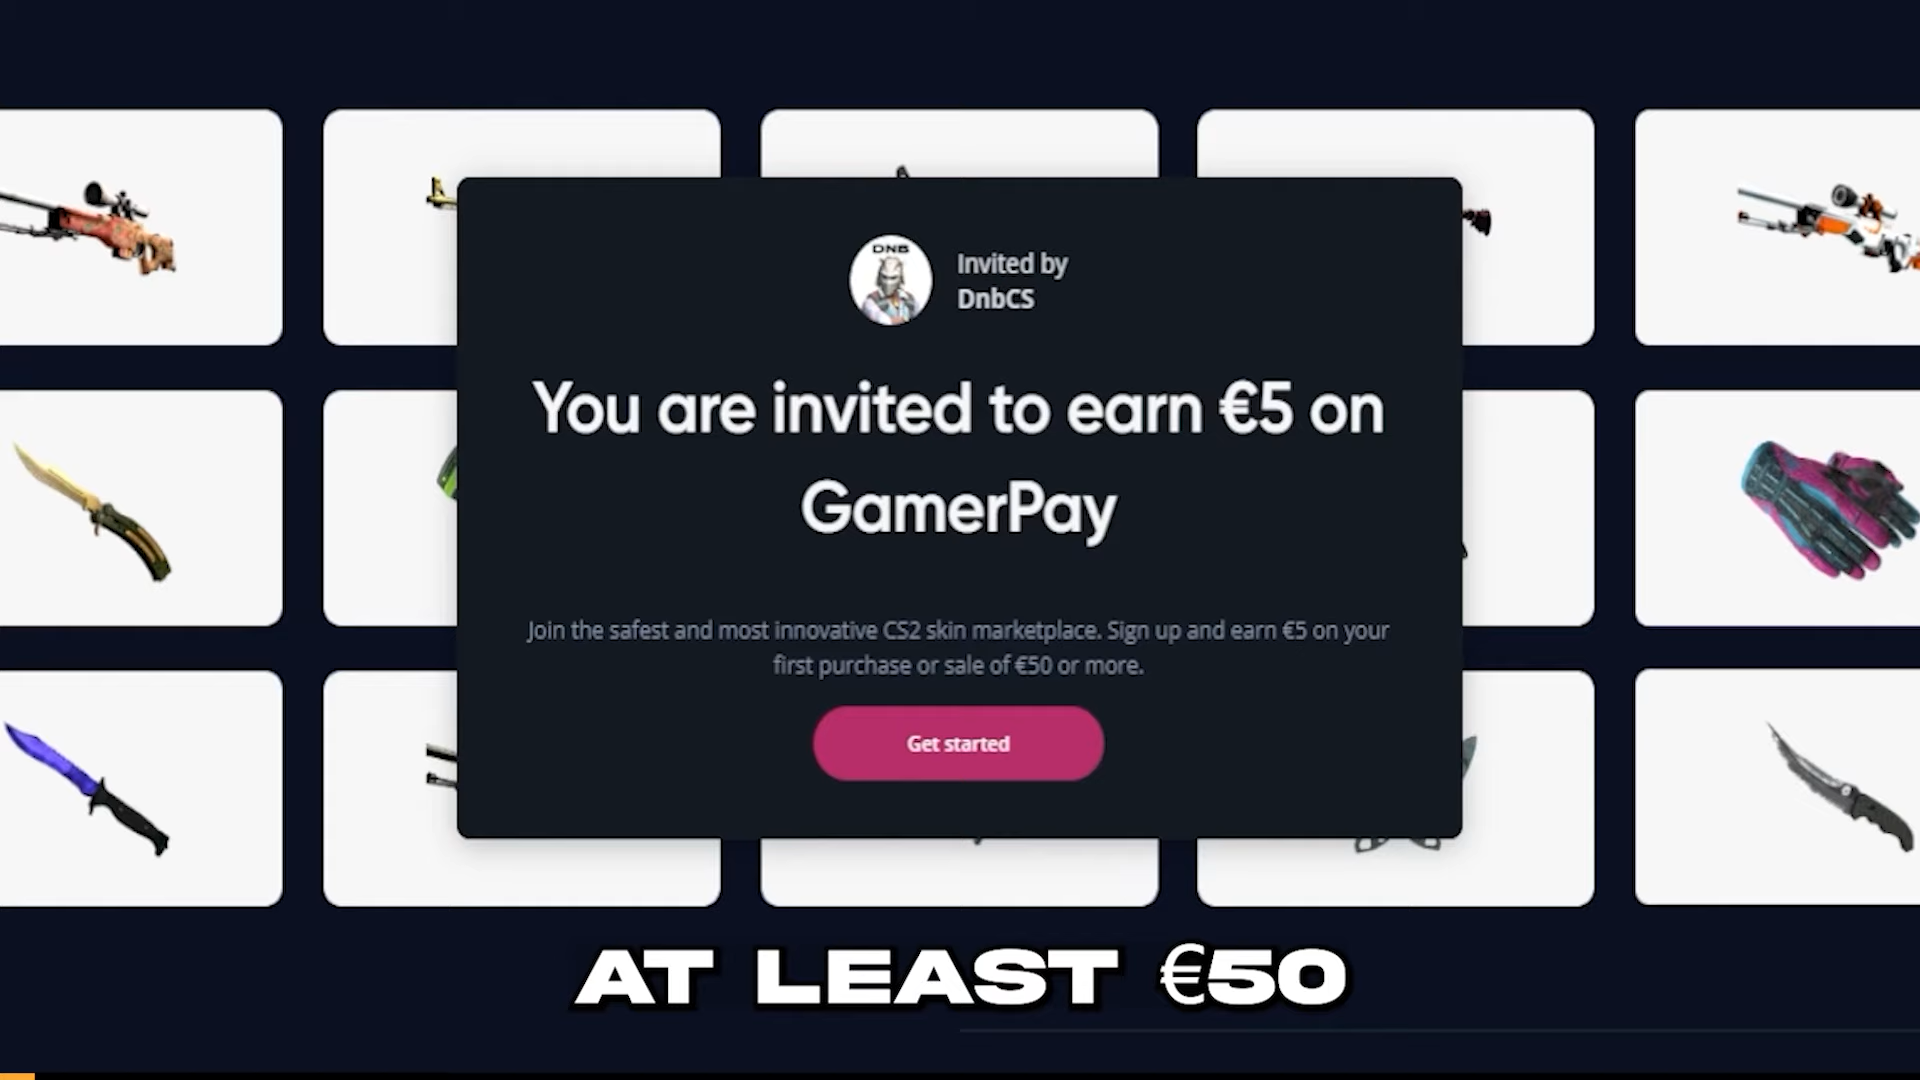 DNB
Invited by
DnbCS
You are invited to earn €5 on
GamerPay
Join the safest and most innovative CS2 skin marketplace. Sign up and earn €5 on your
first purchase or sale of €50 or more.
Get started
AT LEAST €50